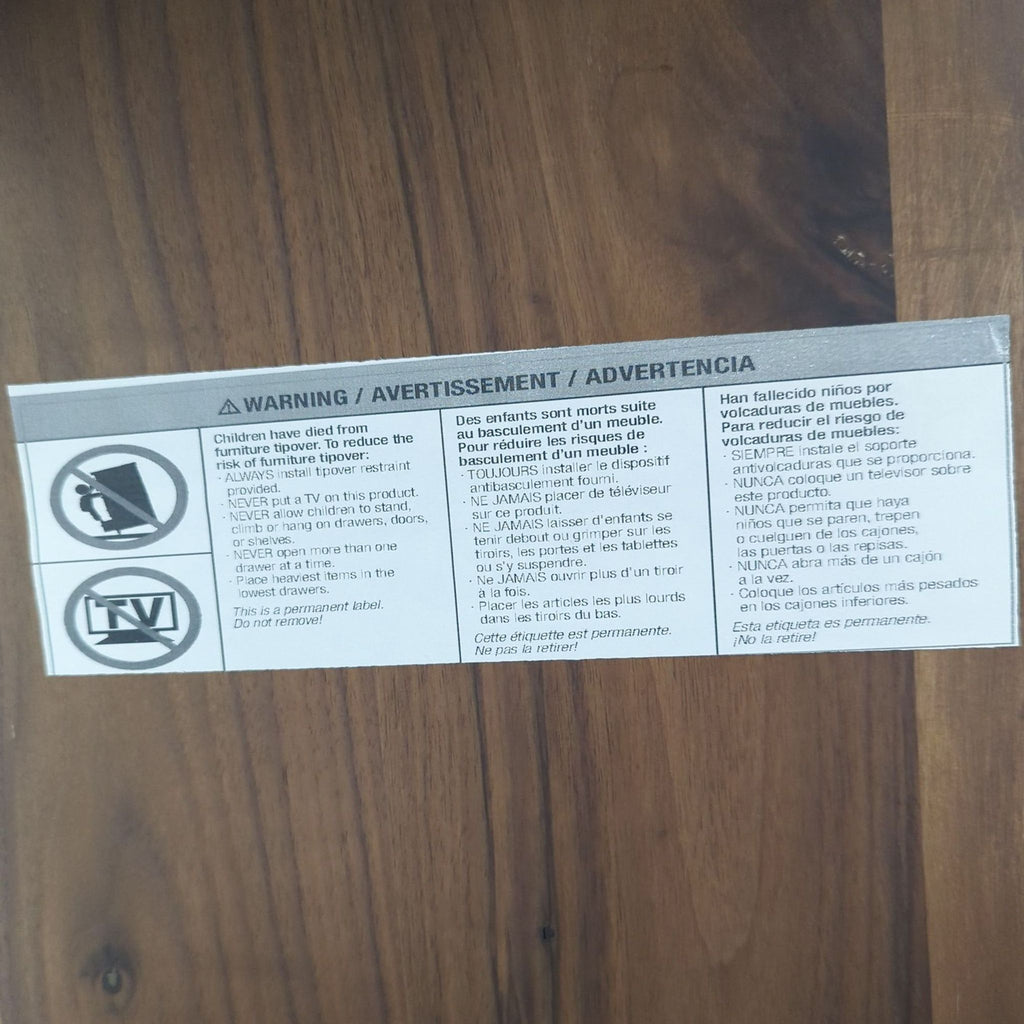 ⚠WARNING / AVERTISSEMENT / ADVERTENCIA
Children have died from
furniture tipover. To reduce the
risk of furniture tipover:
· ALWAYS install tipover restraint
provided.
· NEVER put a TV on this product.
· NEVER allow children to stand,
climb or hang on drawers, doors,
or shelves.
· NEVER open more than one
drawer at a time.
· Place heaviest items in the
lowest drawers.
This is a permanent label.
Do not remove!
TV
Des enfants sont morts suite
au basculement d'un meuble.
Pour réduire les risques de
basculement d'un meuble :
· TOUJOURS installer le dispositif
antibasculement fourni.
· NE JAMAIS placer de téléviseur
sur ce produit.
· NE JAMAIS laisser d'enfants se
tenir debout ou grimper sur les
tiroirs, les portes et les tablettes
ou s'y suspendre.
· Ne JAMAIS ouvrir plus d'un tiroir
à la fois.
· Placer les articles les plus lourds
dans les tiroirs du bas.
Cette étiquette est permanente.
Ne pas la retirer!
Han fallecido niños por
volcaduras de muebles.
Para reducir el riesgo de
volcaduras de muebles:
· SIEMPRE instale el soporte
antivolcaduras que se proporciona.
· NUNCA coloque un televisor sobre
este producto.
· NUNCA permita que haya
niños que se paren, trepen
o cuelguen de los cajones,
las puertas o las repisas.
· NUNCA abra más de un cajón
a la vez.
· Coloque los artículos más pesados
en los cajones inferiores.
Esta etiqueta es permanente.
¡No la retire!